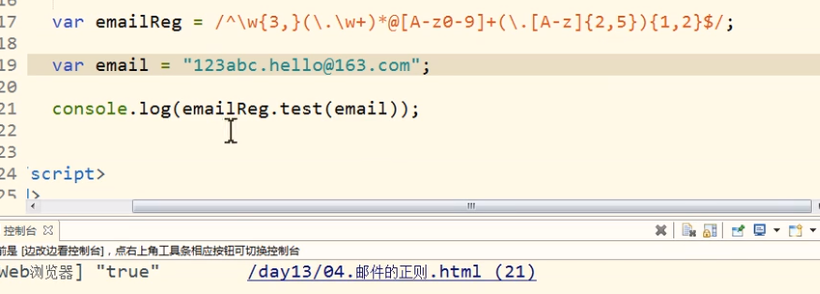 17 var emailReg = /^\w{3,}(\.\w+)*@[A-z0-9]+(\.[A-z]{2,5}){1,2}$/;
18
19 var email = "123abc.hello@163.com";
20
21 console.log(emailReg.test(email));
22
23
24 script>
25 >
控制台
前是 [边改边看控制台]，点右上角工具条相应按钮可切换控制台
Web浏览器] "true" /day13/04.邮件的正则.html (21)